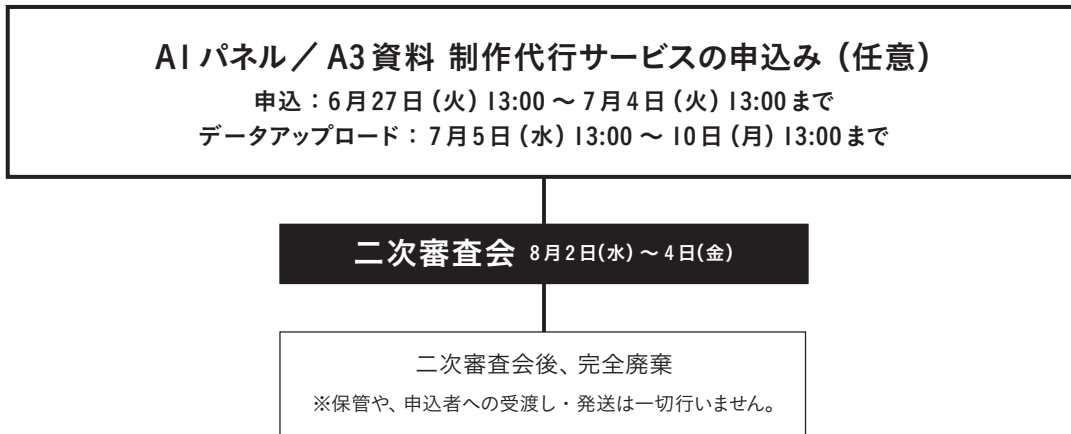 A1パネル／A3資料 制作代行サービスの申込み（任意）
申込：6月27日（火）13:00 ～ 7月4日（火）13:00まで
データアップロード：7月5日（水）13:00 ～ 10日（月）13:00まで
二次審査会 8月2日(水) ～ 4日(金)
二次審査会後、完全廃棄
※保管や、申込者への受渡し・発送は一切行いません。